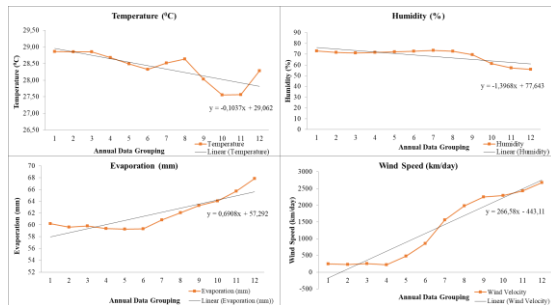 Temperature (⁰C)
Temperature (⁰C)
29,00
28,50
28,00
27,50
27,00
26,50
y = -0,1037x + 29,062
1 2 3 4 5 6 7 8 9 10 11 12
Annual Data Grouping
Temperature
Linear (Temperature)
Humidity (%)
Humidity (%)
90
80
70
60
50
40
30
20
10
0
y = -1,3968x + 77,643
1 2 3 4 5 6 7 8 9 10 11 12
Annual Data Grouping
Humidity
Linear (Humidity)
Evaporation (mm)
Evaporation (mm)
70
68
66
64
62
60
58
56
54
52
y = 0,6908x + 57,292
1 2 3 4 5 6 7 8 9 10 11 12
Annual Data Grouping
Evaporation (mm)
Linear (Evaporation (mm))
Wind Speed (km/day)
Wind Speed (km/day)
3000
2500
2000
1500
1000
500
0
-500
y = 266,58x - 443,11
1 2 3 4 5 6 7 8 9 10 11 12
Annual Data Grouping
Wind Velocity
Linear (Wind Velocity)